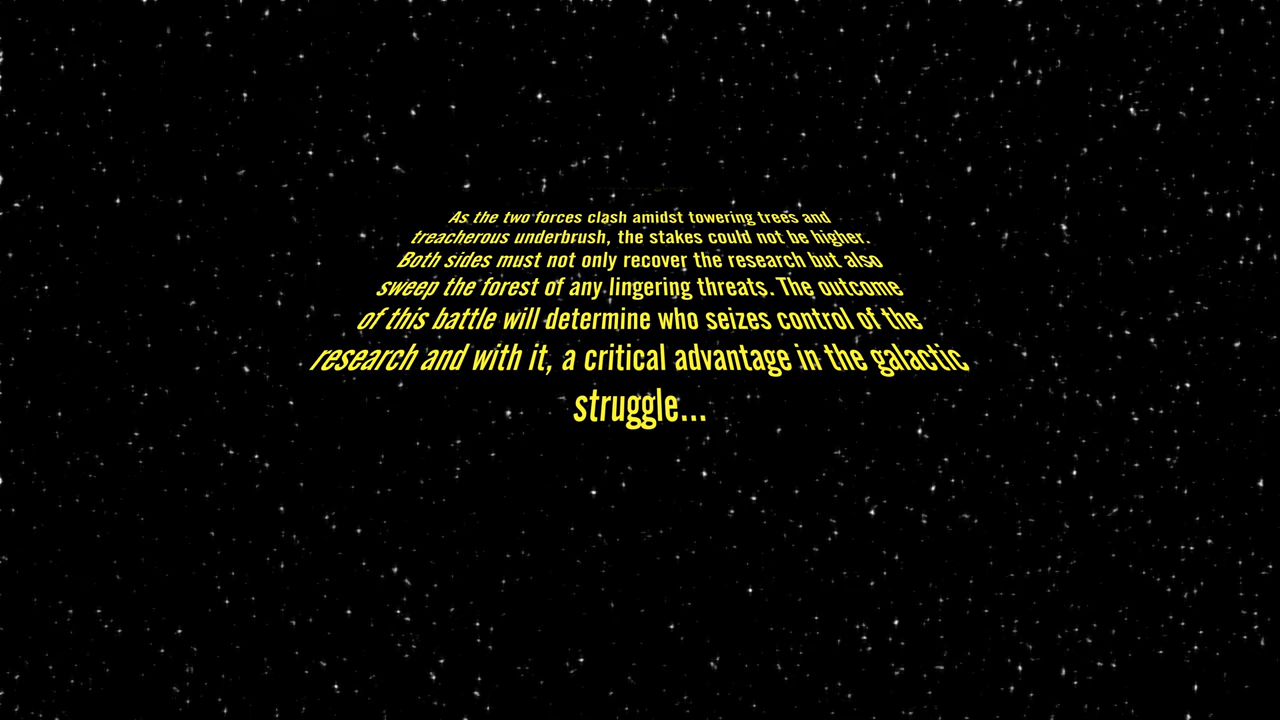 As the two forces clash amidst towering trees and
treacherous underbrush, the stakes could not be higher.
Both sides must not only recover the research but also
sweep the forest of any lingering threats. The outcome
of this battle will determine who seizes control of the
research and with it, a critical advantage in the galactic
struggle...